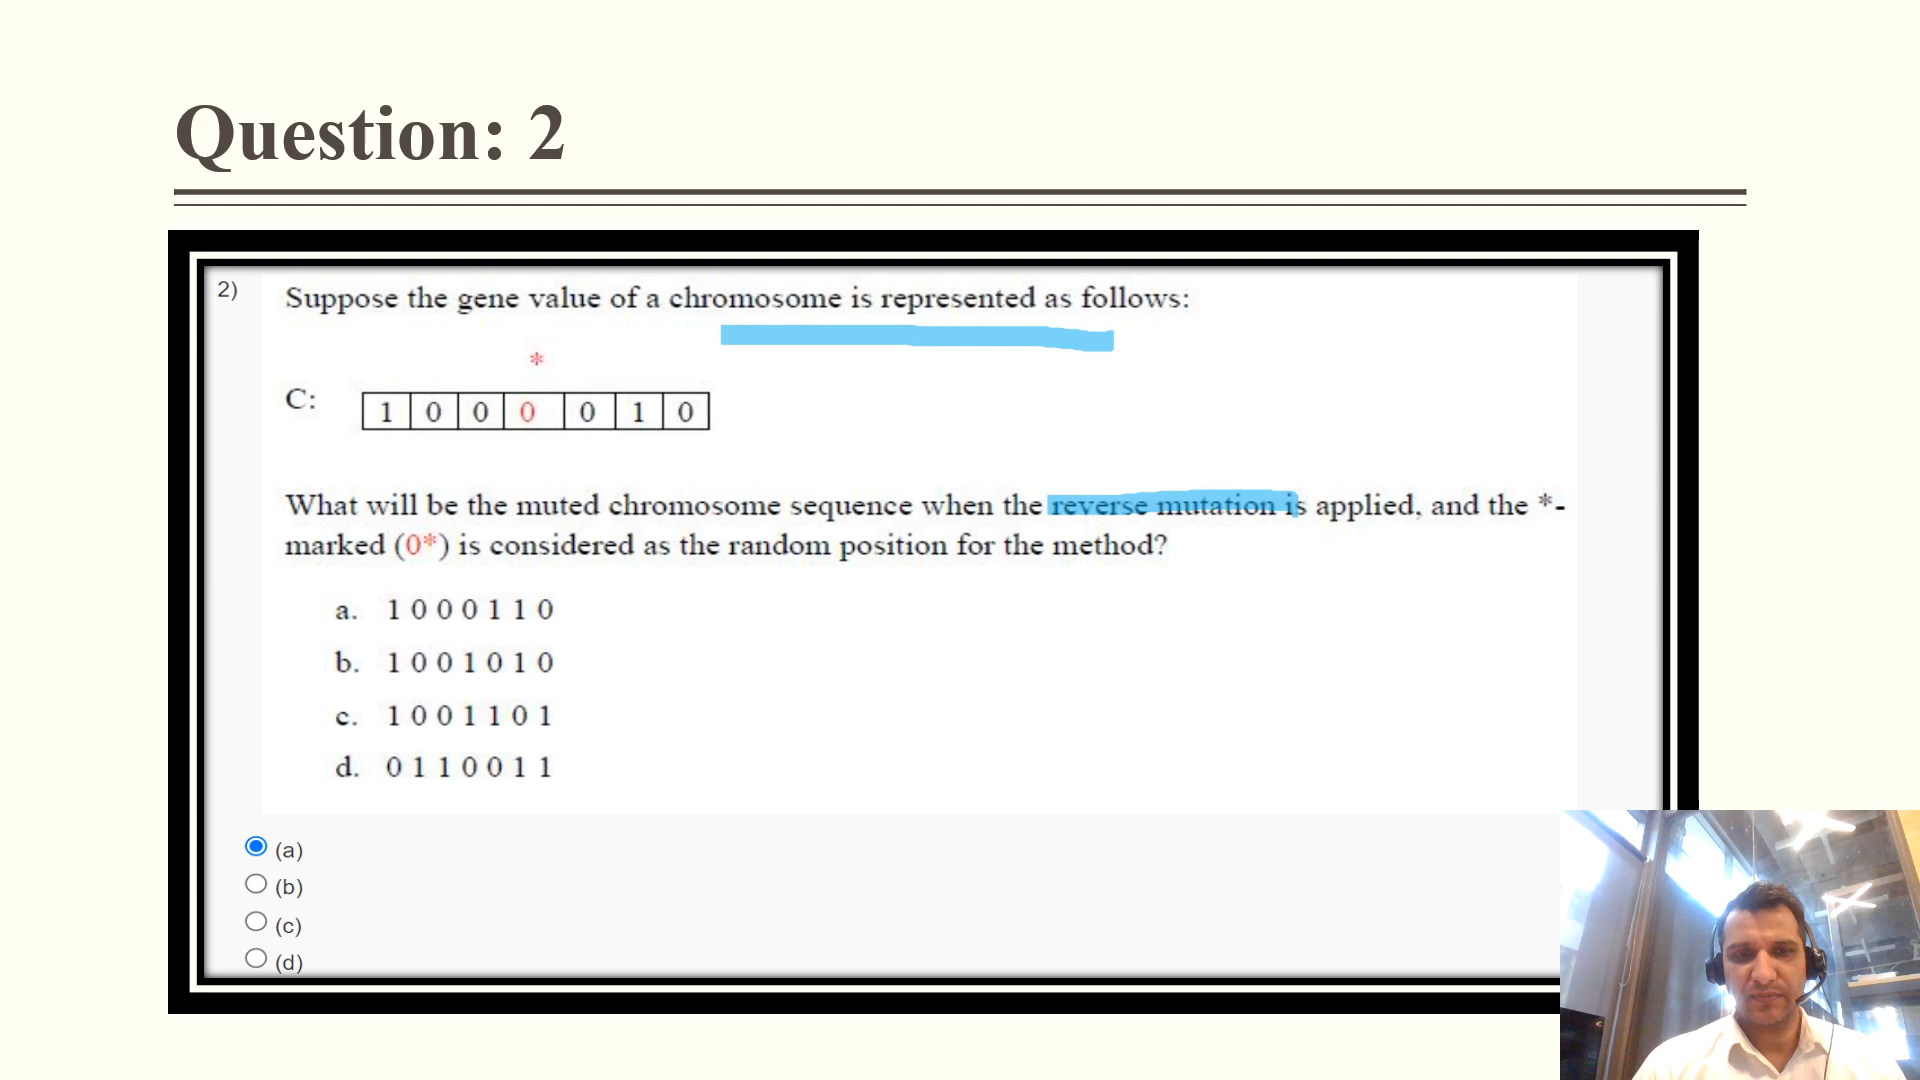 Question: 2
2) Suppose the gene value of a chromosome is represented as follows:
*
C: 1 0 0 0 0 1 0
What will be the muted chromosome sequence when the reverse mutation is applied, and the *-
marked (0*) is considered as the random position for the method?
a. 1 0 0 0 1 1 0
b. 1 0 0 1 0 1 0
c. 1 0 0 1 1 0 1
d. 0 1 1 0 0 1 1
(a)
(b)
(c)
(d)